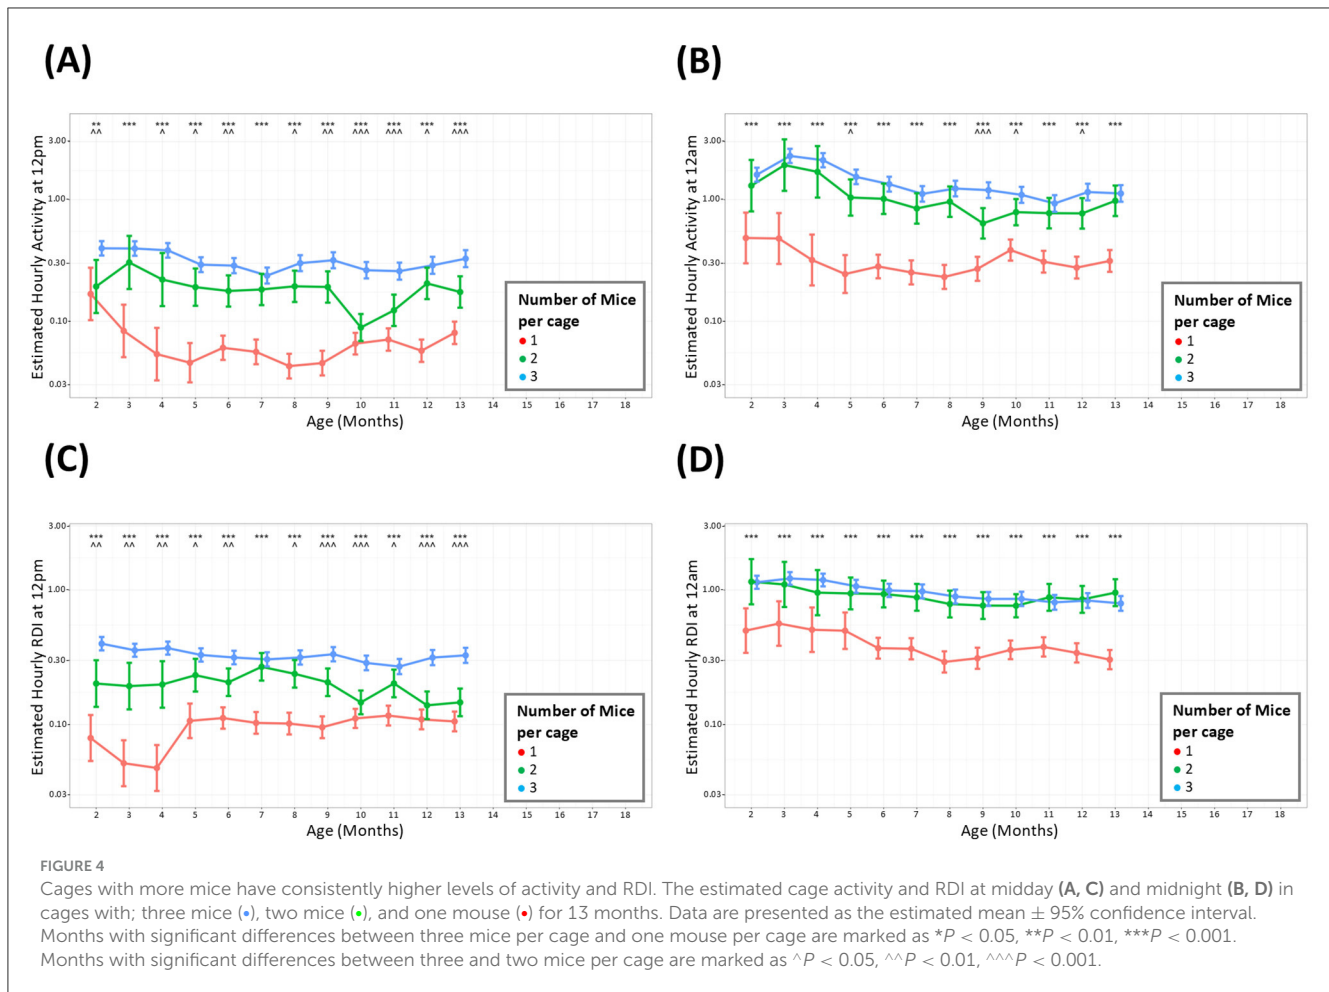 (A)
** *** *** *** *** *** *** *** *** *** *** ***
^^ ^ ^ ^^ ^ ^^ ^^^ ^^^ ^ ^^^
Estimated Hourly Activity at 12pm
3.00
1.00
0.30
0.10
0.03
Number of Mice
per cage
1
2
3
2 3 4 5 6 7 8 9 10 11 12 13 14 15 16 17 18
Age (Months)
(B)
*** *** *** *** *** *** *** *** *** *** *** ***
^ ^^^ ^ ^
Estimated Hourly Activity at 12am
3.00
1.00
0.30
0.10
0.03
Number of Mice
per cage
1
2
3
2 3 4 5 6 7 8 9 10 11 12 13 14 15 16 17 18
Age (Months)
(C)
*** *** *** *** *** *** *** *** *** *** *** ***
^^ ^^ ^^ ^ ^^ ^ ^^^ ^^^ ^ ^^^ ^^^
Estimated Hourly RDI at 12pm
3.00
1.00
0.30
0.10
0.03
Number of Mice
per cage
1
2
3
2 3 4 5 6 7 8 9 10 11 12 13 14 15 16 17 18
Age (Months)
(D)
*** *** *** *** *** *** *** *** *** *** *** ***
Estimated Hourly RDI at 12am
3.00
1.00
0.30
0.10
0.03
Number of Mice
per cage
1
2
3
2 3 4 5 6 7 8 9 10 11 12 13 14 15 16 17 18
Age (Months)
FIGURE 4
Cages with more mice have consistently higher levels of activity and RDI. The estimated cage activity and RDI at midday (A, C) and midnight (B, D) in
cages with; three mice (•), two mice (•), and one mouse (•) for 13 months. Data are presented as the estimated mean ± 95% confidence interval.
Months with significant differences between three mice per cage and one mouse per cage are marked as *P < 0.05, **P < 0.01, ***P < 0.001.
Months with significant differences between three and two mice per cage are marked as ^P < 0.05, ^^P < 0.01, ^^^P < 0.001.